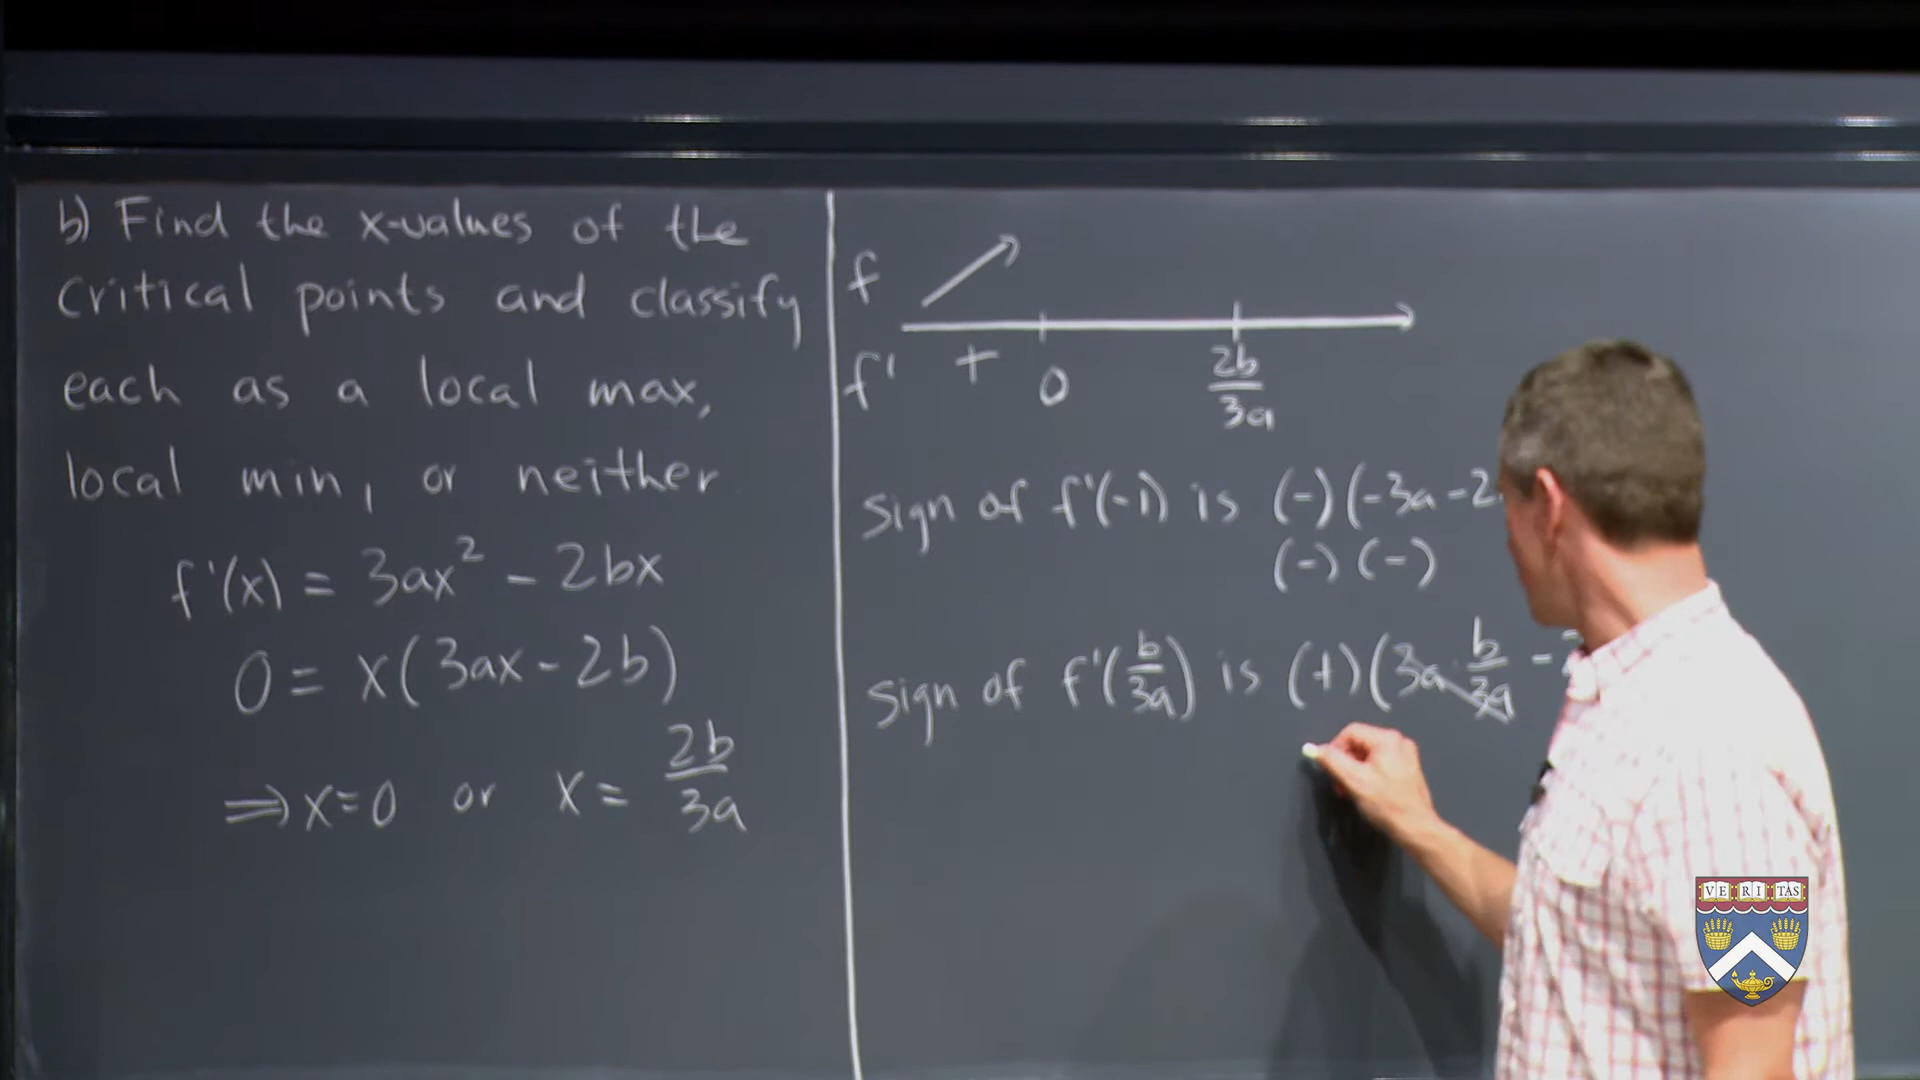 b) Find the x-values of the
critical points and classify
each as a local max,
local min, or neither
f'(x) = 3ax² - 2bx
0 = x(3ax - 2b)
⇒ x=0 or x = 2b/3a
f
f' + 0 2b/3a
sign of f'(-1) is (-)(-3a-2
(-)(-)
sign of f'(b/3a) is (+)(3a · b/3a -
VE RI TAS